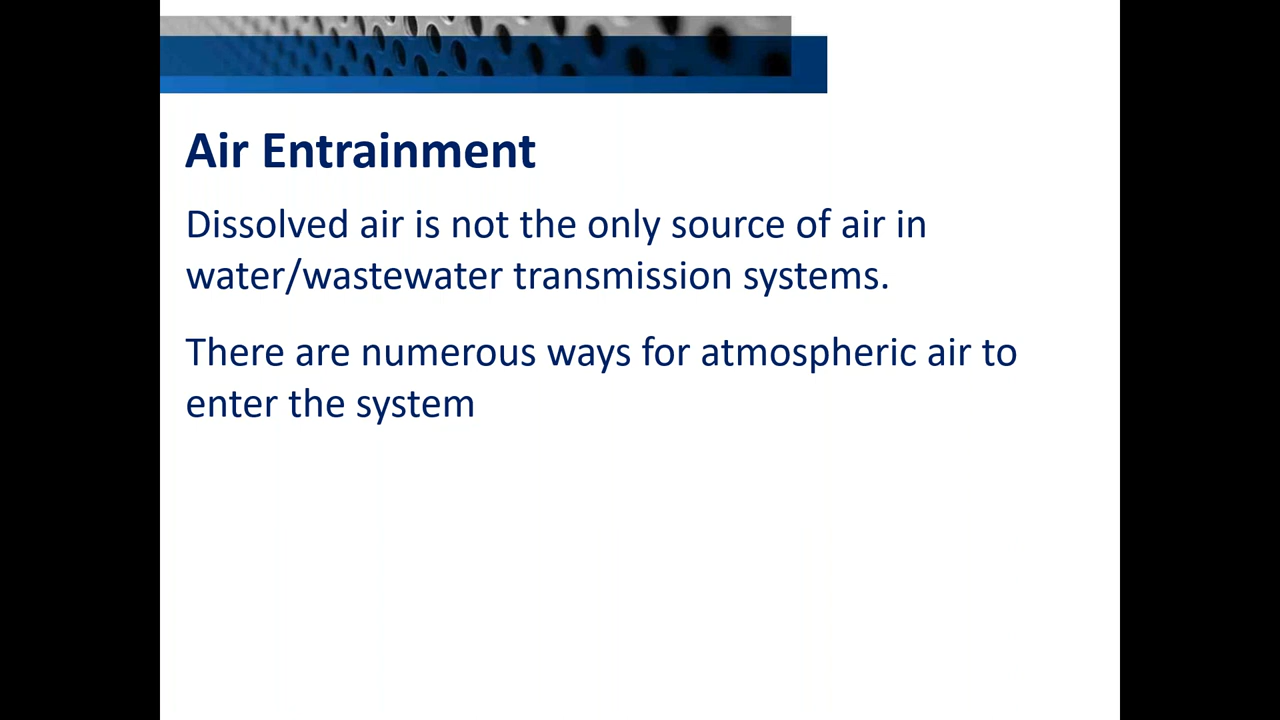 Air Entrainment
Dissolved air is not the only source of air in
water/wastewater transmission systems.
There are numerous ways for atmospheric air to
enter the system